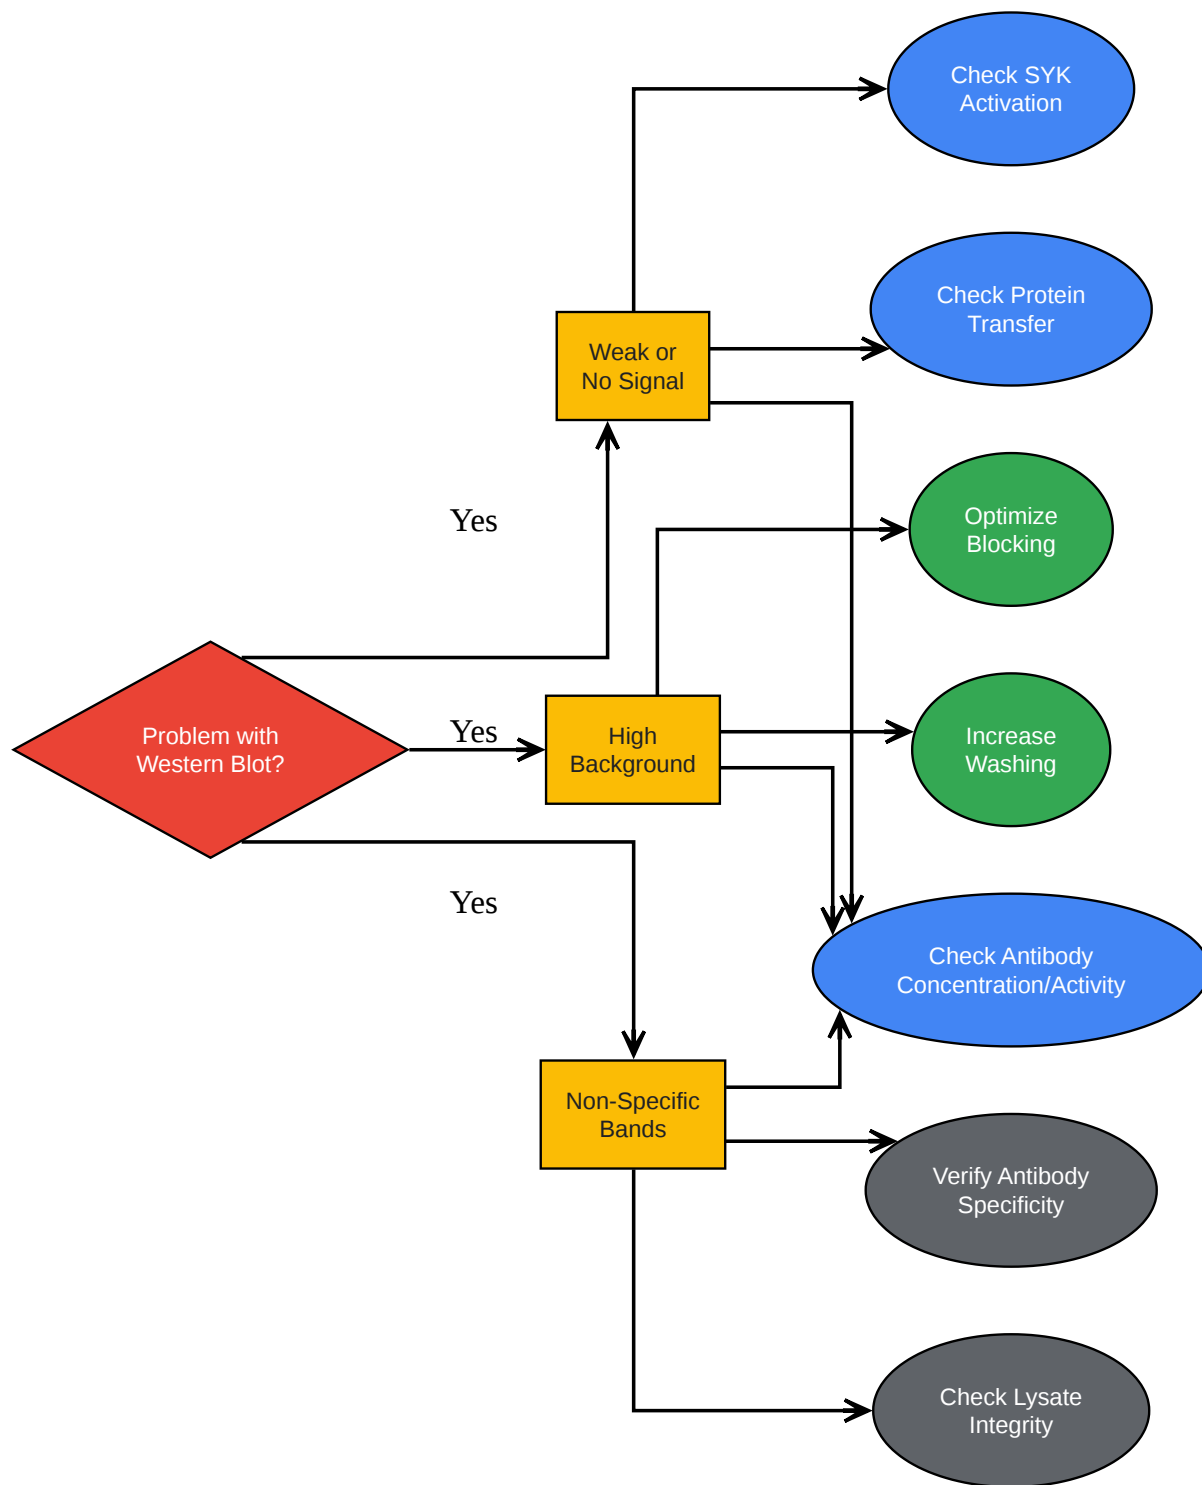 Check SYK
Activation
Check Protein
Transfer
Weak or
No Signal
Optimize
Blocking
Yes
Problem with
Western Blot?
Yes
High
Background
Increase
Washing
Yes
Check Antibody
Concentration/Activity
Non-Specific
Bands
Verify Antibody
Specificity
Check Lysate
Integrity